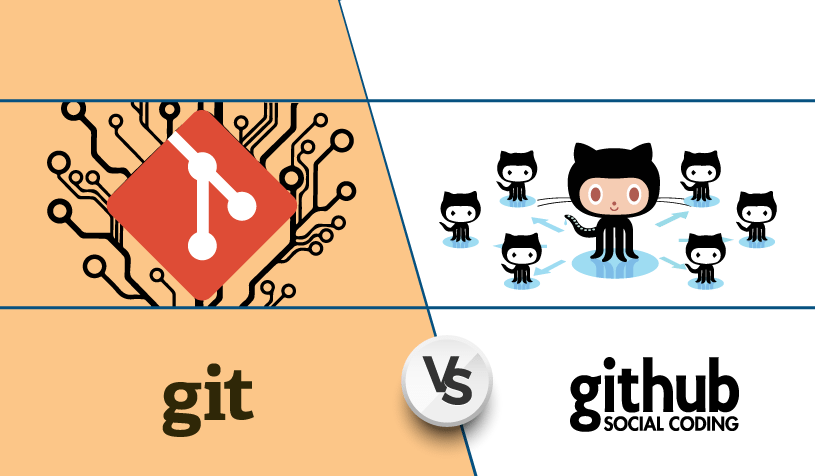 git
VS
github
SOCIAL CODING